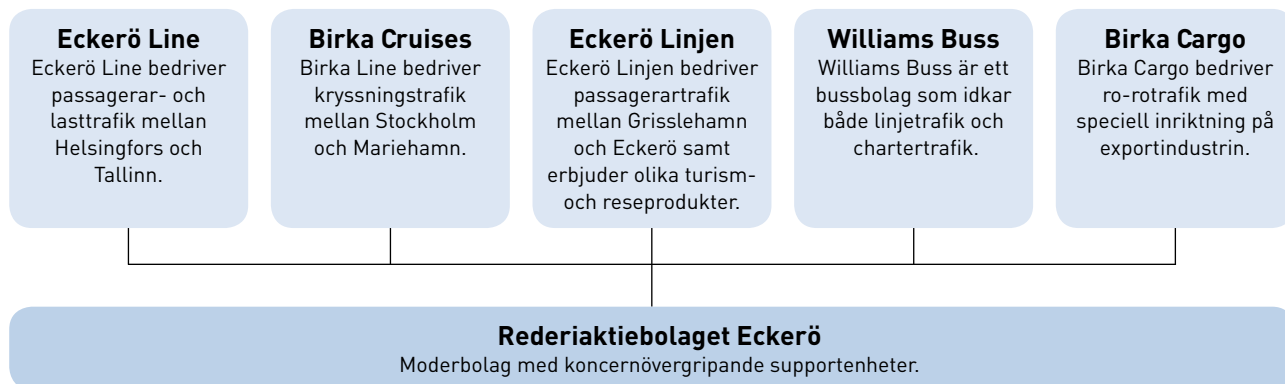 Eckerö Line
Eckerö Line bedriver
passagerar- och
lasttrafik mellan
Helsingfors och
Tallinn.
Birka Cruises
Birka Line bedriver
kryssningstrafik
mellan Stockholm
och Mariehamn.
Eckerö Linjen
Eckerö Linjen bedriver
passagerartrafik
mellan Grisslehamn
och Eckerö samt
erbjuder olika turism-
och reseprodukter.
Williams Buss
Williams Buss är ett
bussbolag som idkar
både linjetrafik och
chartertrafik.
Birka Cargo
Birka Cargo bedriver
ro-rotrafik med
speciell inriktning på
exportindustrin.
Rederiaktiebolaget Eckerö
Moderbolag med koncernövergripande supportenheter.